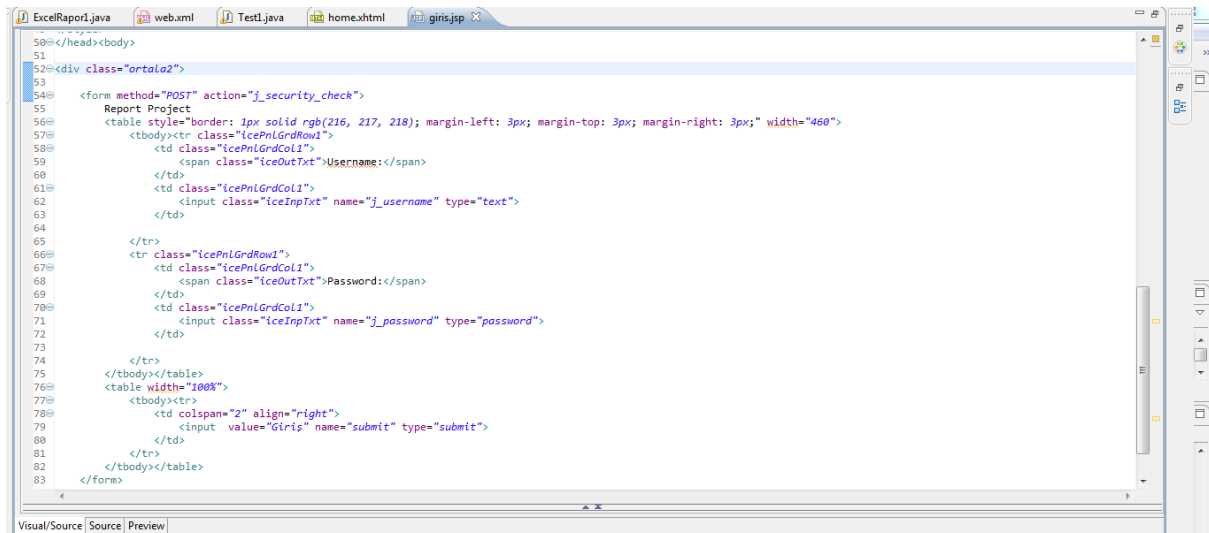 ExcelRapor1.java web.xml Test1.java home.xhtml giris.jsp
50 </head><body>
51
52 <div class="ortala2">
53
54 <form method="POST" action="j_security_check">
55 Report Project
56 <table style="border: 1px solid rgb(216, 217, 218); margin-left: 3px; margin-top: 3px; margin-right: 3px;" width="460">
57 <tbody><tr class="icePnlGrdRow1">
58 <td class="icePnlGrdCol1">
59 <span class="iceOutTxt">Username:</span>
60 </td>
61 <td class="icePnlGrdCol1">
62 <input class="iceInpTxt" name="j_username" type="text">
63 </td>
64
65 </tr>
66 <tr class="icePnlGrdRow1">
67 <td class="icePnlGrdCol1">
68 <span class="iceOutTxt">Password:</span>
69 </td>
70 <td class="icePnlGrdCol1">
71 <input class="iceInpTxt" name="j_password" type="password">
72 </td>
73
74 </tr>
75 </tbody></table>
76 <table width="100%">
77 <tbody><tr>
78 <td colspan="2" align="right">
79 <input  value="Giriş" name="submit" type="submit">
80 </td>
81 </tr>
82 </tbody></table>
83 </form>
Visual/Source Source Preview